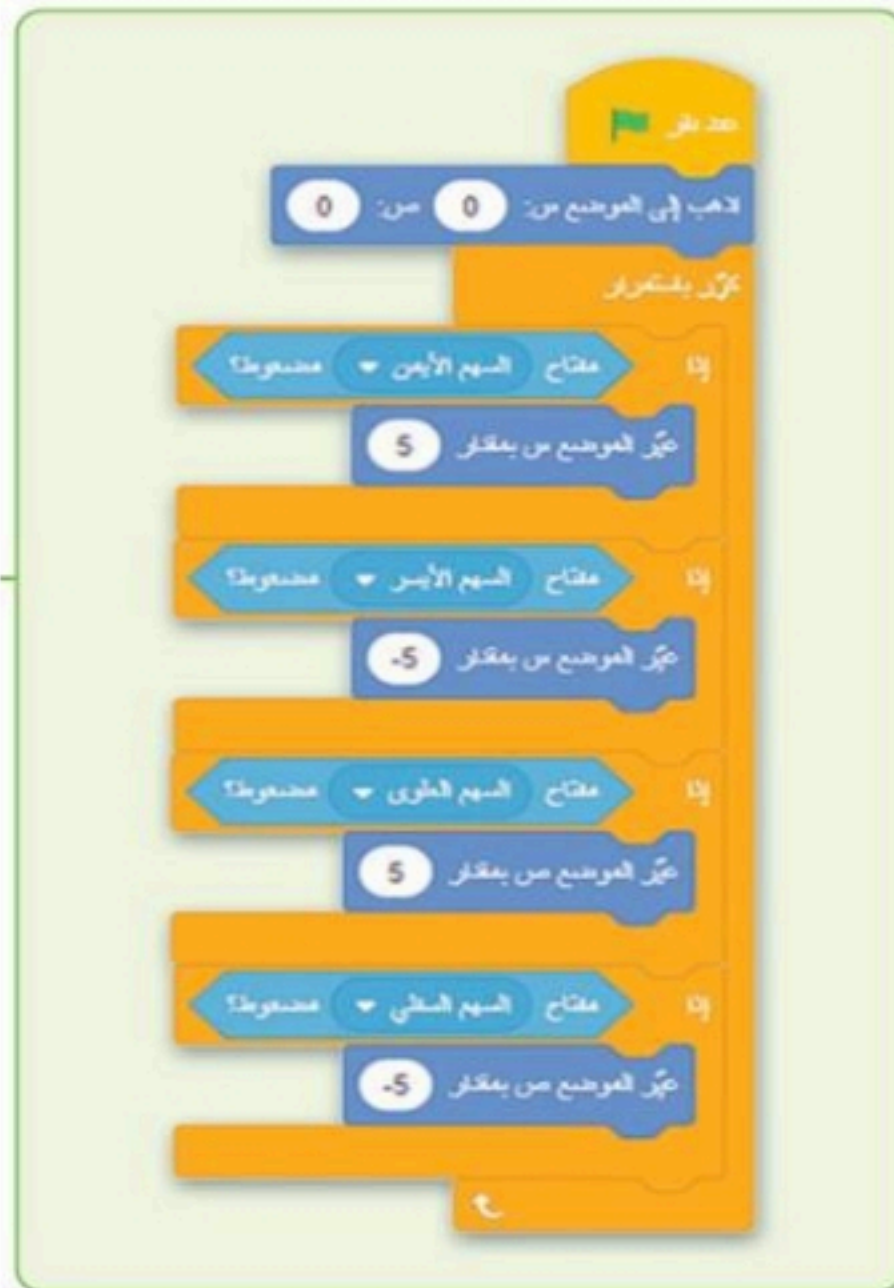 عند نقر
اذهب إلى الموضع س: 0 ص: 0
كرّر باستمرار
إذا مفتاح السهم الأيمن مضغوط؟
غيّر الموضع س بمقدار 5
إذا مفتاح السهم الأيسر مضغوط؟
غيّر الموضع س بمقدار -5
إذا مفتاح السهم العلوي مضغوط؟
غيّر الموضع ص بمقدار 5
إذا مفتاح السهم السفلي مضغوط؟
غيّر الموضع ص بمقدار -5